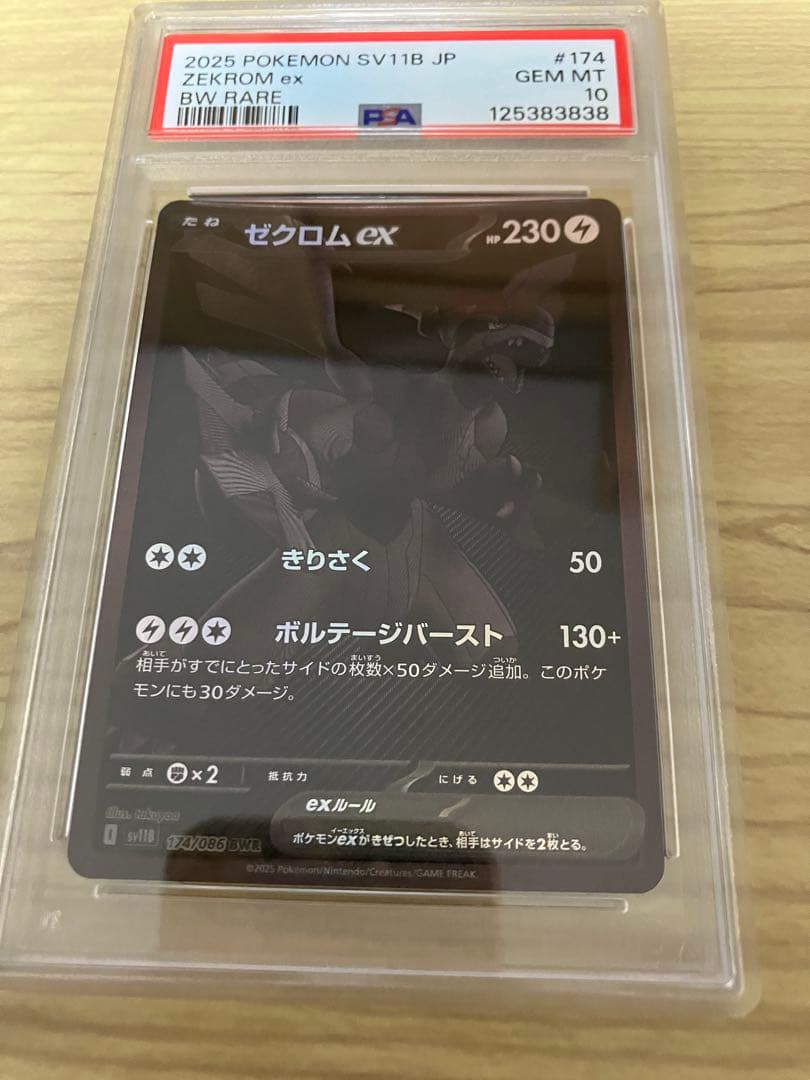 2025 POKEMON SV11B JP #174
ZEKROM ex GEM MT
BW RARE 10
PSA 125383838
たね ゼクロムex HP230
きりさく 50
ボルテージバースト 130+
相手がすでにとったサイドの枚数×50ダメージ追加。このポケ
モンにも30ダメージ。
弱点 ×2 抵抗力 にげる
exルール
ポケモンexがきぜつしたとき、相手はサイドを2枚とる。
illus. takuyoa
I SV11B 174/086 BWR
©2025 Pokémon/Nintendo/Creatures/GAME FREAK.